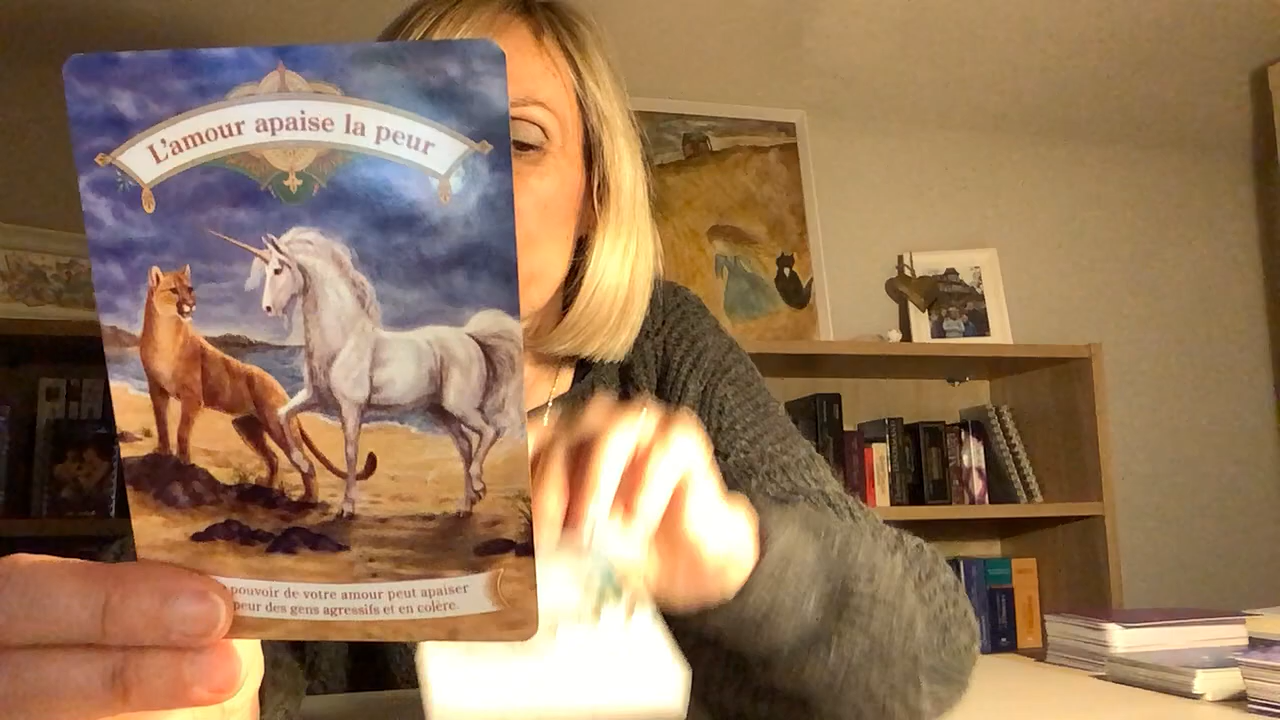 L'amour apaise la peur
pouvoir de votre amour peut apaiser
peur des gens agressifs et en colère.